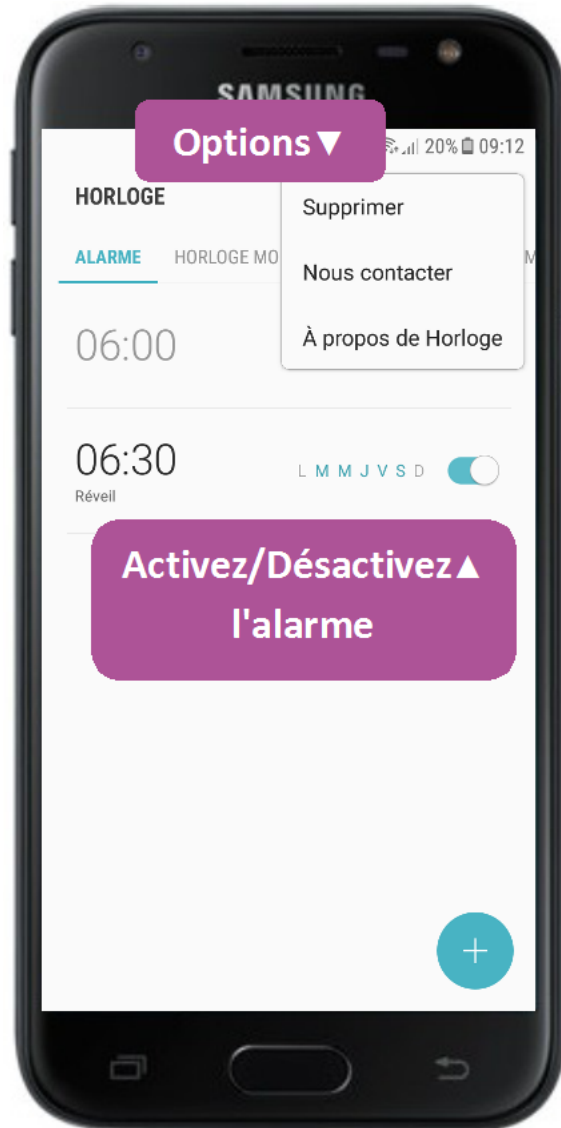 SAMSUNG
Options ▼
20% 09:12
HORLOGE
Supprimer
ALARME HORLOGE MO M
Nous contacter
À propos de Horloge
06:00
06:30
L M M J V S D
Réveil
Activez/Désactivez▲
l'alarme